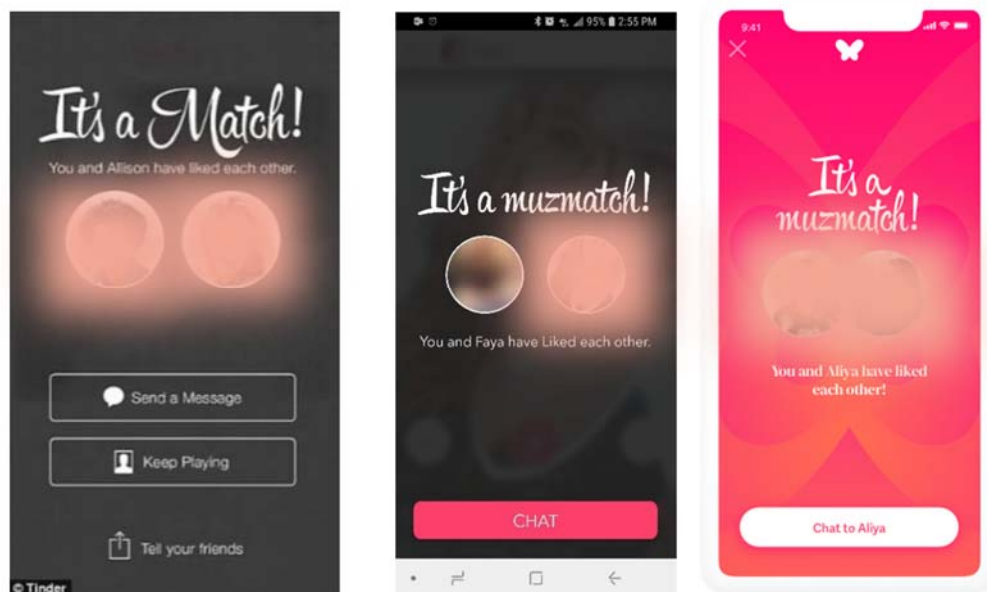 It's a Match!
You and Allison have liked each other.
Send a Message
Keep Playing
Tell your friends
© Tinder
95% 2:55 PM
It's a muzmatch!
You and Faya have Liked each other.
CHAT
9:41
It's a
muzmatch!
You and Aliya have liked
each other!
Chat to Aliya